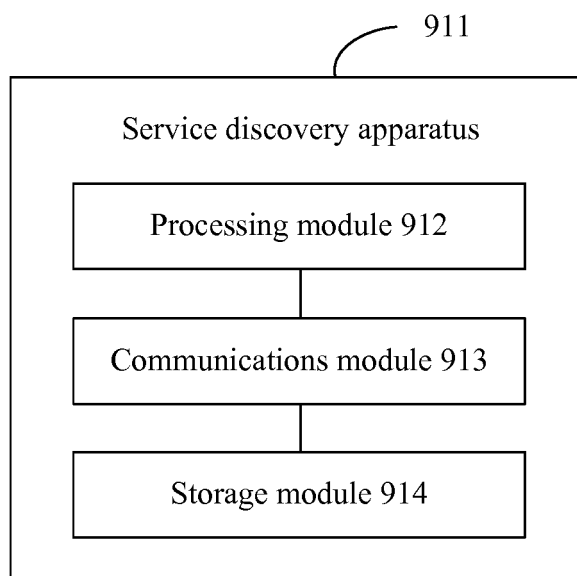 911
Service discovery apparatus
Processing module 912
Communications module 913
Storage module 914